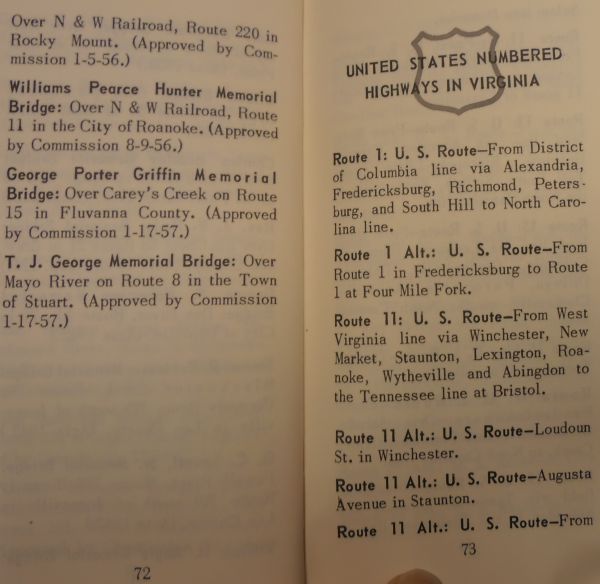 Over N & W Railroad, Route 220 in
Rocky Mount. (Approved by Com-
mission 1-5-56.)
Williams Pearce Hunter Memorial
Bridge: Over N & W Railroad, Route
11 in the City of Roanoke. (Approved
by Commission 8-9-56.)
George Porter Griffin Memorial
Bridge: Over Carey's Creek on Route
15 in Fluvanna County. (Approved
by Commission 1-17-57.)
T. J. George Memorial Bridge: Over
Mayo River on Route 8 in the Town
of Stuart. (Approved by Commission
1-17-57.)
72
UNITED STATES NUMBERED
HIGHWAYS IN VIRGINIA
Route 1: U. S. Route—From District
of Columbia line via Alexandria,
Fredericksburg, Richmond, Peters-
burg, and South Hill to North Caro-
lina line.
Route 1 Alt.: U. S. Route—From
Route 1 in Fredericksburg to Route
1 at Four Mile Fork.
Route 11: U. S. Route—From West
Virginia line via Winchester, New
Market, Staunton, Lexington, Roa-
noke, Wytheville and Abingdon to
the Tennessee line at Bristol.
Route 11 Alt.: U. S. Route—Loudoun
St. in Winchester.
Route 11 Alt.: U. S. Route—Augusta
Avenue in Staunton.
Route 11 Alt.: U. S. Route—From
73